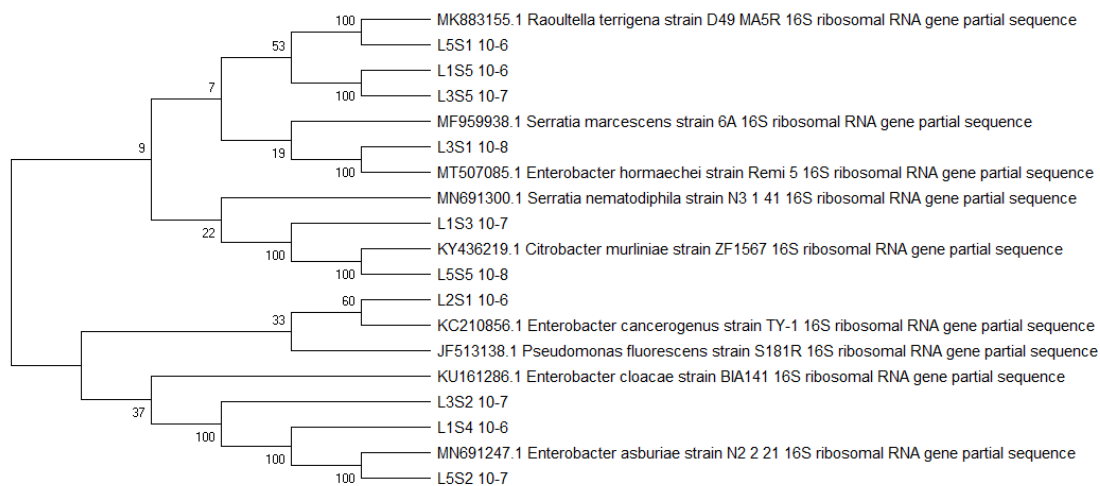 MK883155.1 Raoultella terrigena strain D49 MA5R 16S ribosomal RNA gene partial sequence
100
L5S1 10-6
53
L1S5 10-6
100
L3S5 10-7
7
MF959938.1 Serratia marcescens strain 6A 16S ribosomal RNA gene partial sequence
19
L3S1 10-8
100
MT507085.1 Enterobacter hormaechei strain Remi 5 16S ribosomal RNA gene partial sequence
9
MN691300.1 Serratia nematodiphila strain N3 1 41 16S ribosomal RNA gene partial sequence
22
L1S3 10-7
100
KY436219.1 Citrobacter murliniae strain ZF1567 16S ribosomal RNA gene partial sequence
100
L5S5 10-8
60
L2S1 10-6
33
KC210856.1 Enterobacter cancerogenus strain TY-1 16S ribosomal RNA gene partial sequence
JF513138.1 Pseudomonas fluorescens strain S181R 16S ribosomal RNA gene partial sequence
KU161286.1 Enterobacter cloacae strain BIA141 16S ribosomal RNA gene partial sequence
37
L3S2 10-7
100
L1S4 10-6
100
MN691247.1 Enterobacter asburiae strain N2 2 21 16S ribosomal RNA gene partial sequence
100
L5S2 10-7